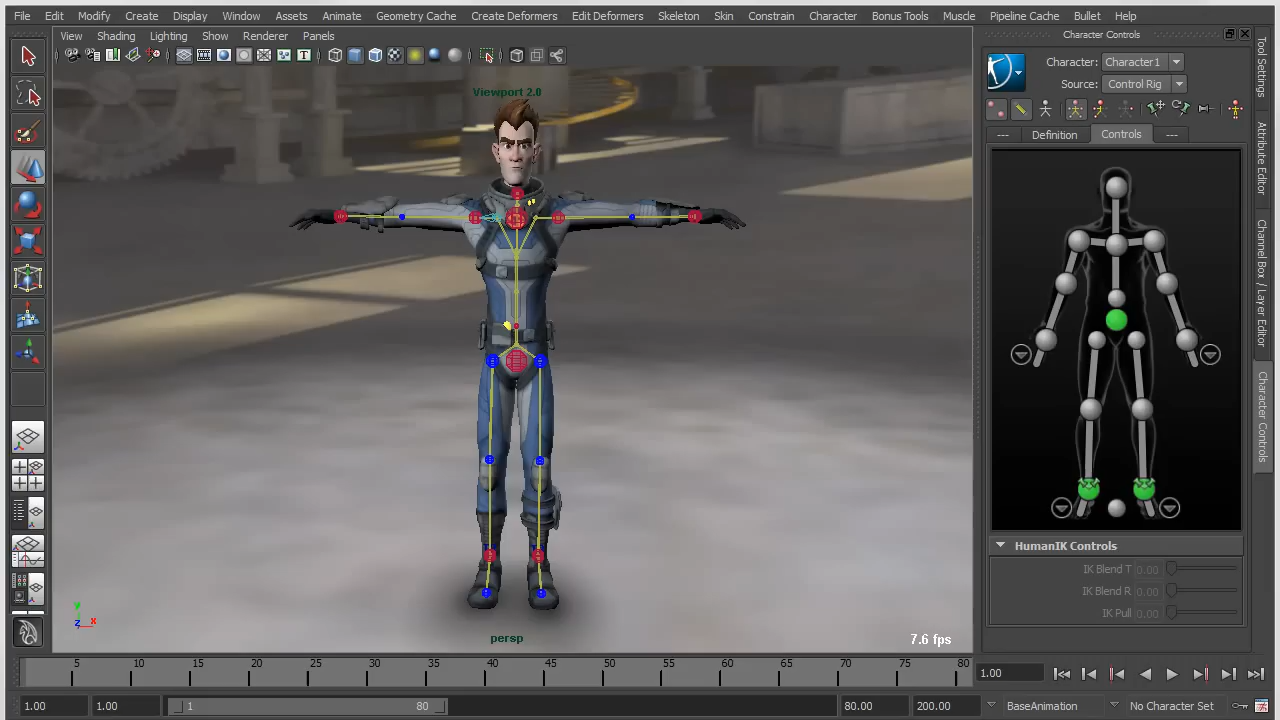 File Edit Modify Create Display Window Assets Animate Geometry Cache Create Deformers Edit Deformers Skeleton Skin Constrain Character Bonus Tools Muscle Pipeline Cache Bullet Help
View Shading Lighting Show Renderer Panels
Character Controls
Character: Character1
Source: Control Rig
--- Definition Controls ---
Tool Settings
Attribute Editor
Channel Box / Layer Editor
Character Controls
Viewport 2.0
HumanIK Controls
IK Blend T 0.00
IK Blend R 0.00
IK Pull 0.00
y
z x
persp
7.6 fps
5 10 15 20 25 30 35 40 45 50 55 60 65 70 75 80
1.00
1.00 1.00 1 80 80.00 200.00 BaseAnimation No Character Set